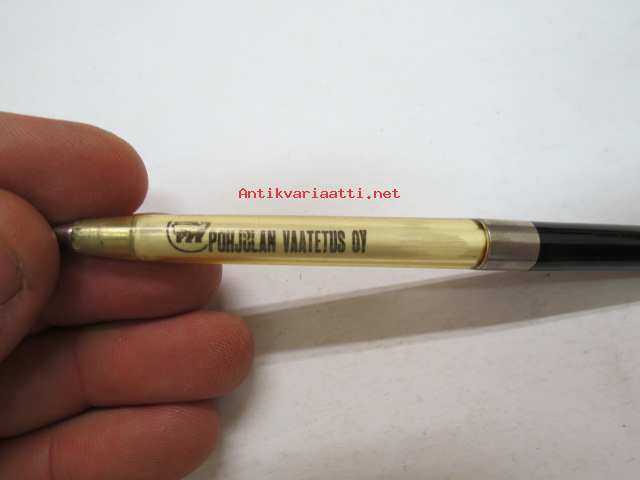 Antikvariaatti.net
POHJOLAN VAATETUS OY